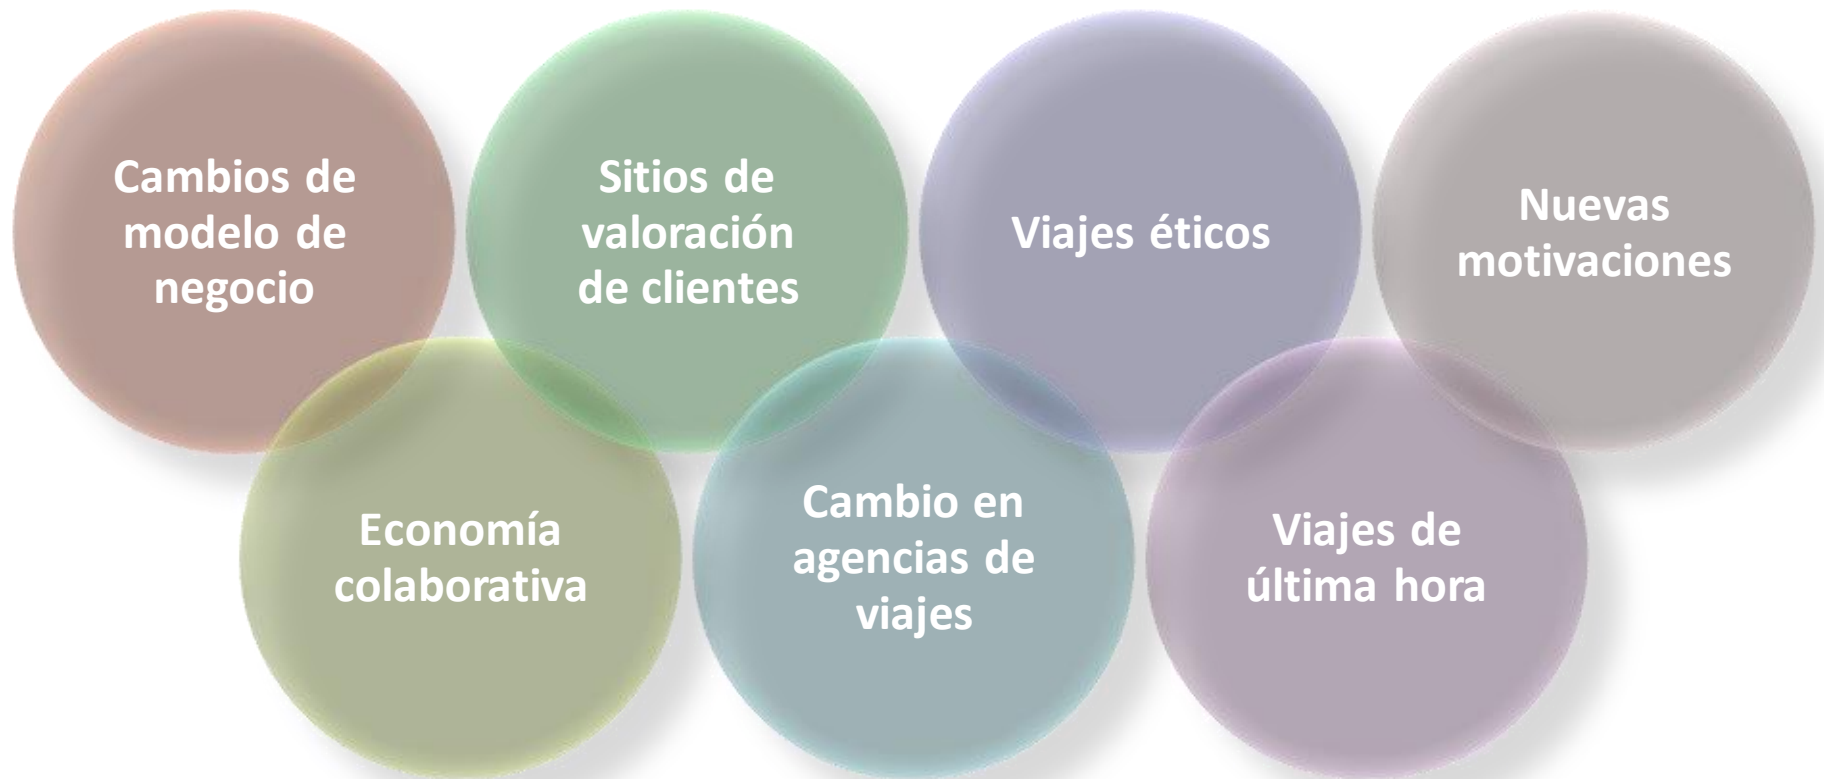 Cambios de
modelo de
negocio
Sitios de
valoración
de clientes
Viajes éticos
Nuevas
motivaciones
Economía
colaborativa
Cambio en
agencias de
viajes
Viajes de
última hora